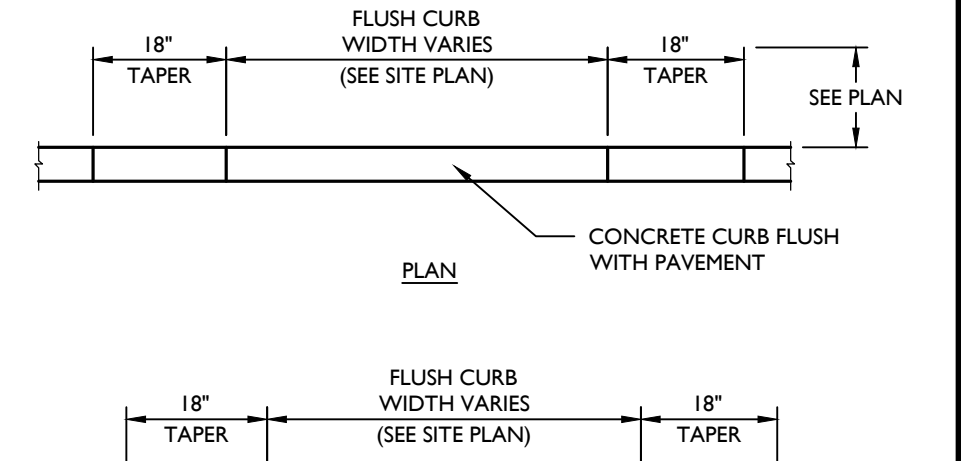 FLUSH CURB
WIDTH VARIES
(SEE SITE PLAN)
18"
TAPER
18"
TAPER
SEE PLAN
CONCRETE CURB FLUSH
WITH PAVEMENT
PLAN
FLUSH CURB
WIDTH VARIES
(SEE SITE PLAN)
18"
TAPER
18"
TAPER